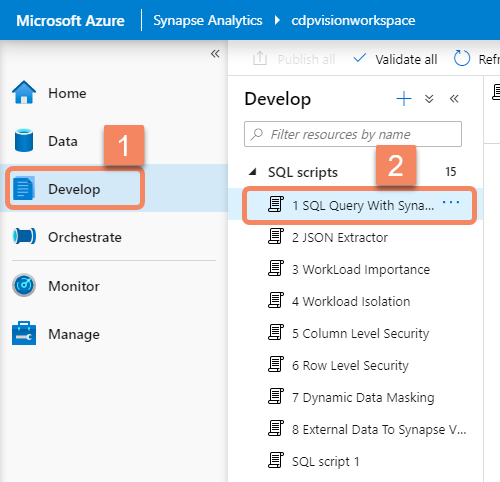 Microsoft Azure Synapse Analytics > cdpvisionworkspace
« Publish all Validate all Refr
Home
Data
1
Develop
Orchestrate
Monitor
Manage
Develop
Filter resources by name
2
SQL scripts 15
1 SQL Query With Syna... ...
2 JSON Extractor
3 WorkLoad Importance
4 Workload Isolation
5 Column Level Security
6 Row Level Security
7 Dynamic Data Masking
8 External Data To Synapse V...
SQL script 1